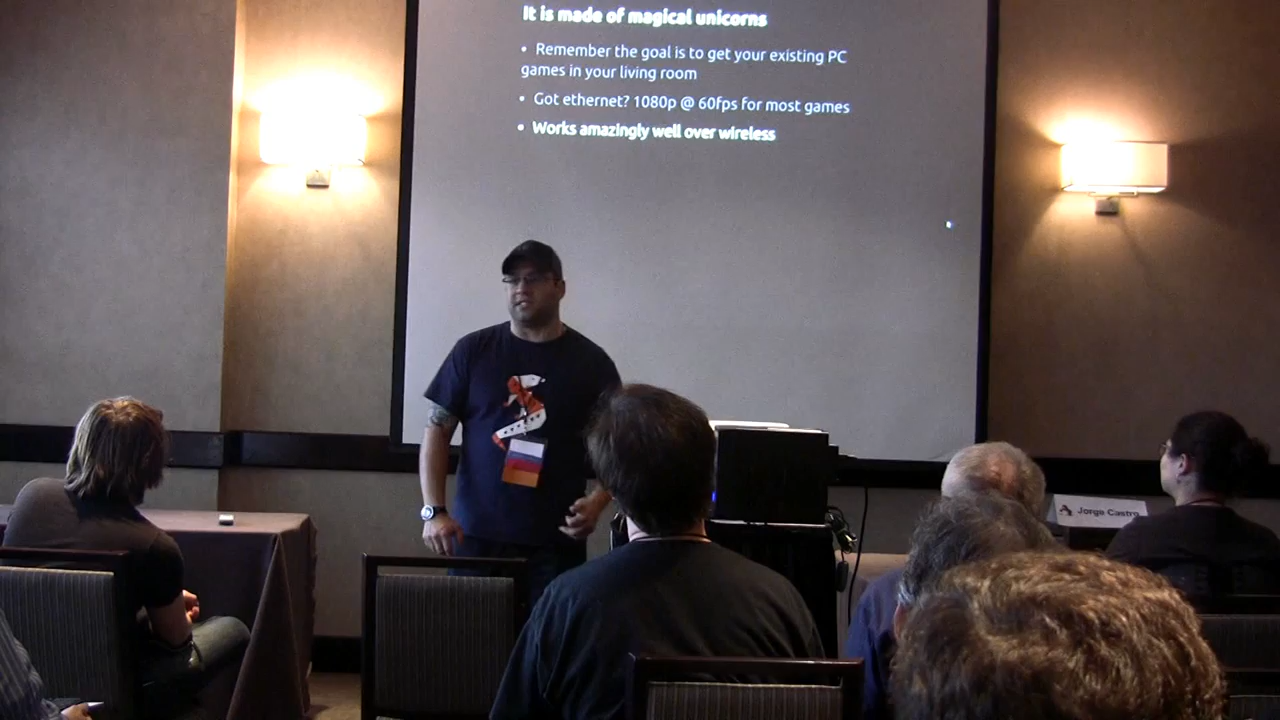 It is made of magical unicorns
• Remember the goal is to get your existing PC
games in your living room
• Got ethernet? 1080p @ 60fps for most games
• Works amazingly well over wireless
Jorge Castro